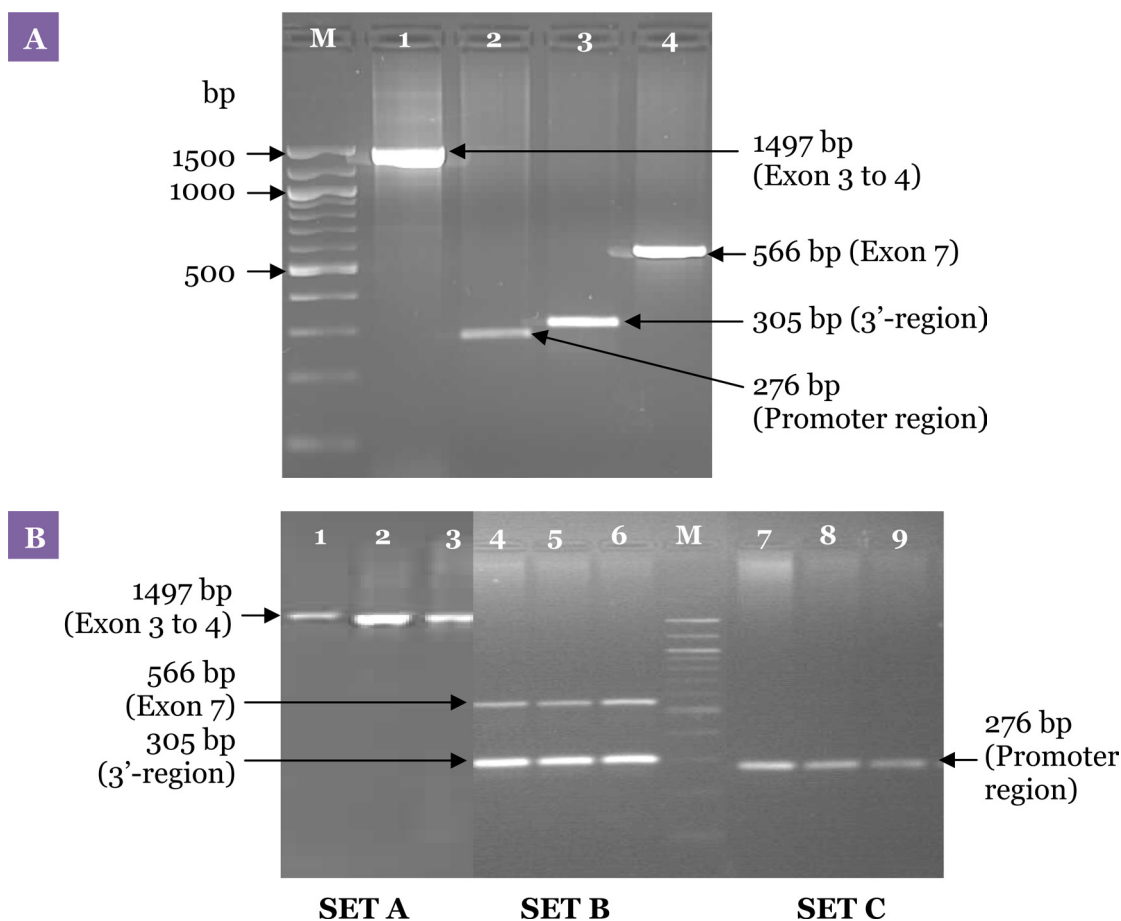 A
M 1 2 3 4
bp
1500
1000
500
1497 bp
(Exon 3 to 4)
566 bp (Exon 7)
305 bp (3’-region)
276 bp
(Promoter region)
B
1 2 3 4 5 6 M 7 8 9
1497 bp
(Exon 3 to 4)
566 bp
(Exon 7)
305 bp
(3’-region)
276 bp
(Promoter
region)
SET A SET B SET C